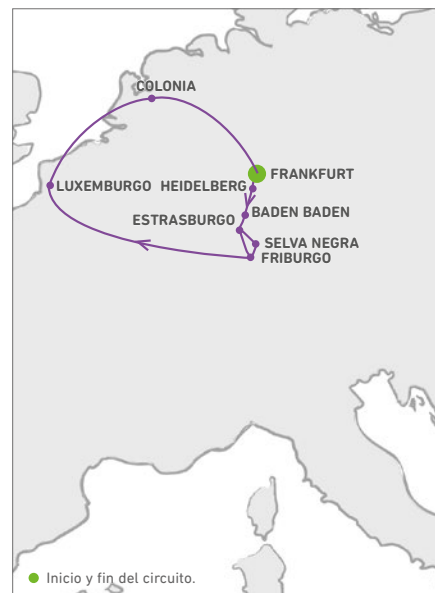 COLONIA
FRANKFURT
LUXEMBURGO HEIDELBERG
BADEN BADEN
ESTRASBURGO
SELVA NEGRA
FRIBURGO
Inicio y fin del circuito.